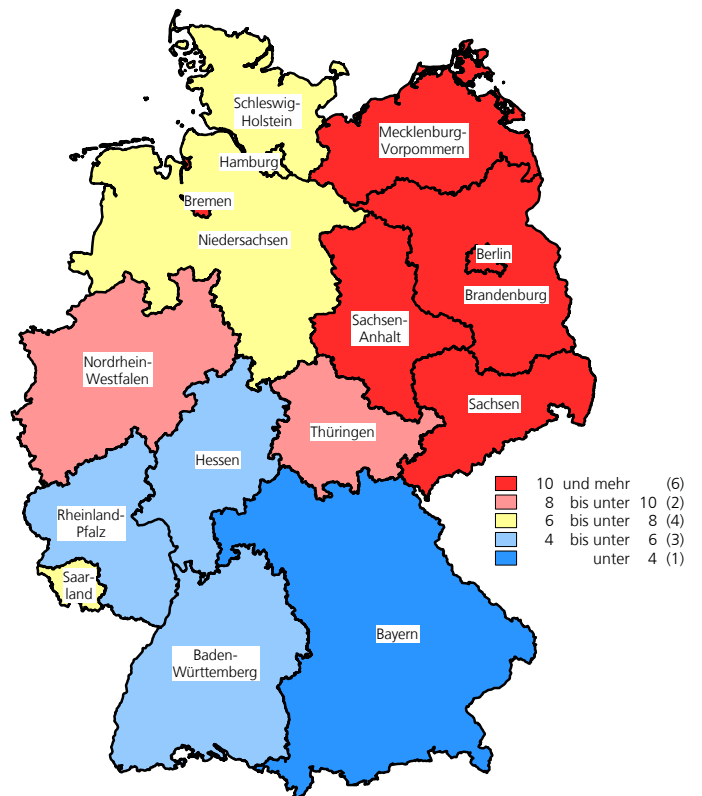 Schleswig-
Holstein
Mecklenburg-
Vorpommern
Hamburg
Bremen
Niedersachsen
Berlin
Brandenburg
Sachsen-
Anhalt
Nordrhein-
Westfalen
Sachsen
Thüringen
Hessen
Rheinland-
Pfalz
Saar-
land
Bayern
Baden-
Württemberg
10 und mehr (6)
8 bis unter 10 (2)
6 bis unter 8 (4)
4 bis unter 6 (3)
unter 4 (1)